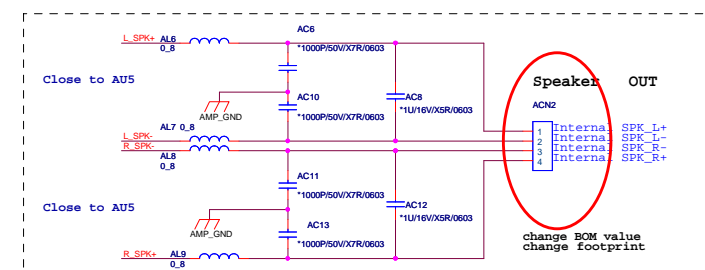 AC6
L_SPK+ AL6
0_8
*1000P/50V/X7R/0603
Close to AU5
Speaker OUT
AC10
AC8
ACN2
*1000P/50V/X7R/0603
*1U/16V/X5R/0603
AMP_GND
1 Internal SPK_L+
AL7 0_8
L_SPK-
2 Internal SPK_L-
R_SPK-
3 Internal SPK_R-
AL8
0_8
4 Internal SPK_R+
AC11
*1000P/50V/X7R/0603
AC12
Close to AU5
*1U/16V/X5R/0603
AC13
AMP_GND
change BOM value
*1000P/50V/X7R/0603
change footprint
R_SPK+ AL9
0_8